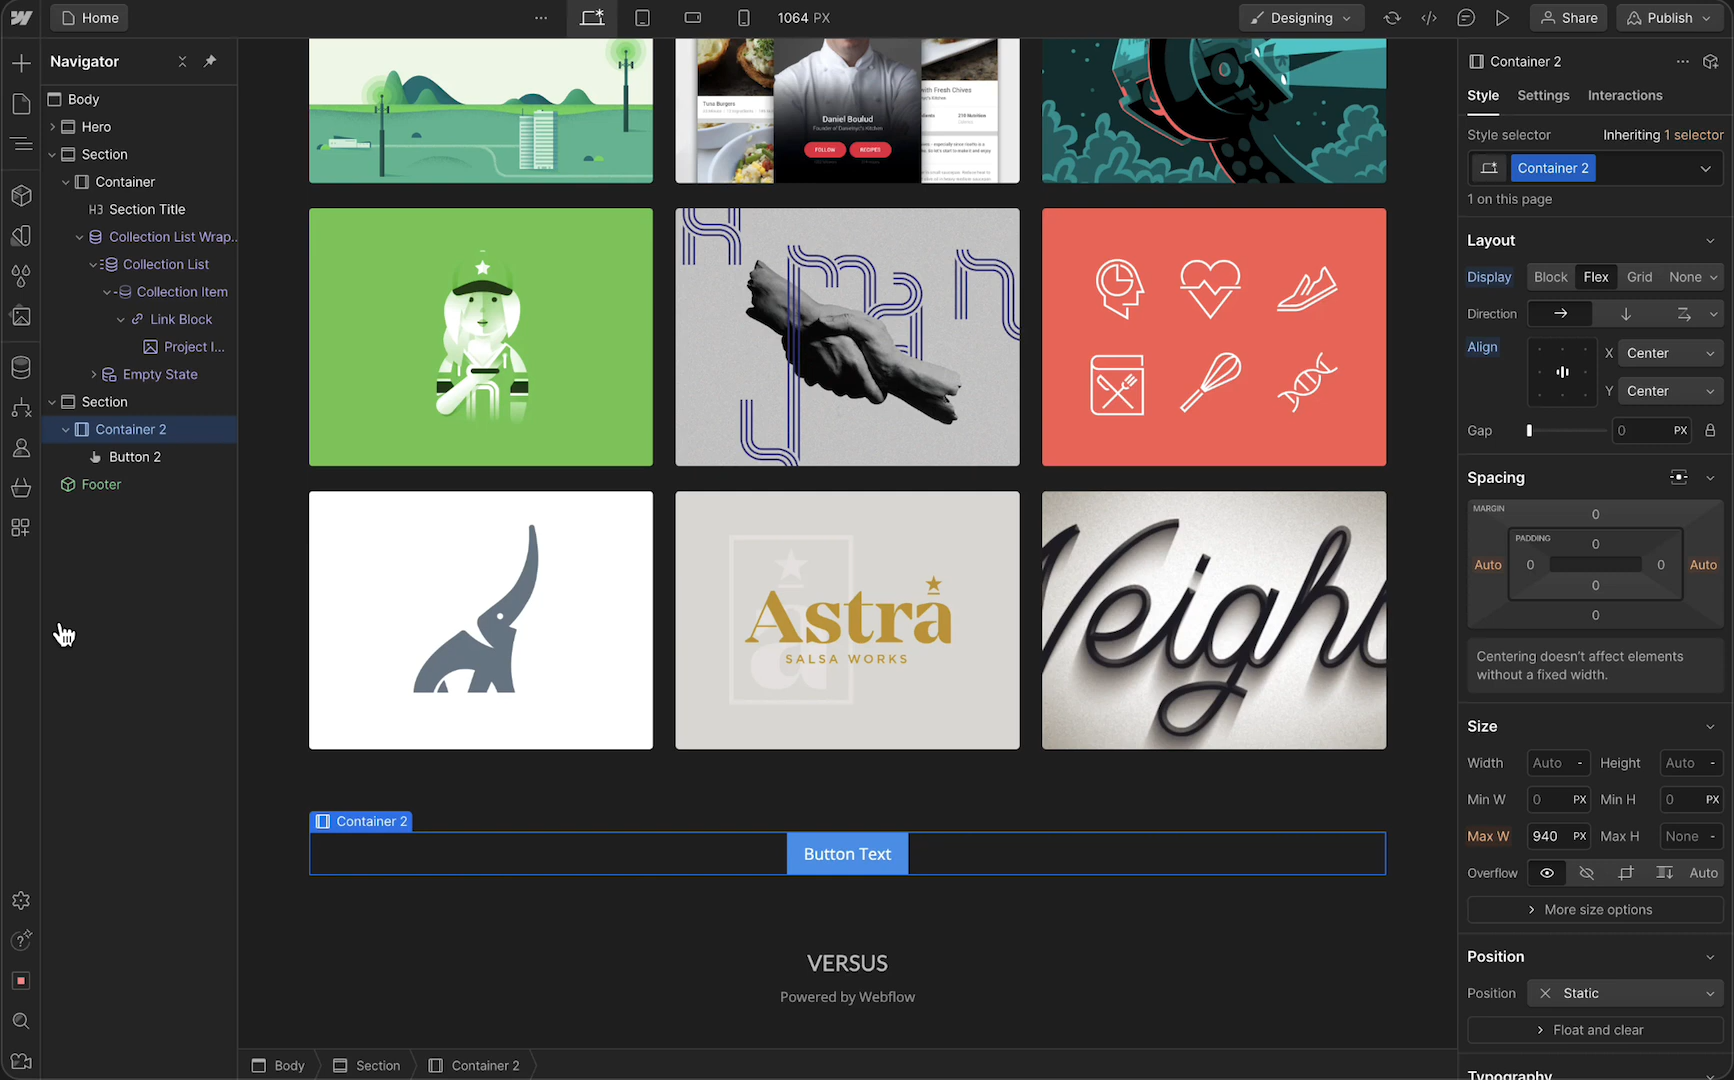 Home
1064 PX
Designing
Share
Publish
Navigator
Body
Hero
Section
Container
H3 Section Title
Collection List Wrap..
Collection List
Collection Item
Link Block
Project I...
Empty State
Section
Container 2
Button 2
Footer
Tuna Burgers
Daniel Boulud
FOLLOW
RECIPES
with Fresh Chives
Astra
SALSA WORKS
Container 2
Button Text
VERSUS
Powered by Webflow
Body
Section
Container 2
Container 2
Style
Settings
Interactions
Style selector
Inheriting 1 selector
Container 2
1 on this page
Layout
Display
Block
Flex
Grid
None
Direction
Align
X
Center
Y
Center
Gap
0
PX
Spacing
MARGIN
0
PADDING
0
Auto
0
0
Auto
0
0
Centering doesn't affect elements
without a fixed width.
Size
Width
Auto
-
Height
Auto
-
Min W
0
PX
Min H
0
PX
Max W
940
PX
Max H
None
-
Overflow
Auto
More size options
Position
Position
Static
Float and clear
Typography